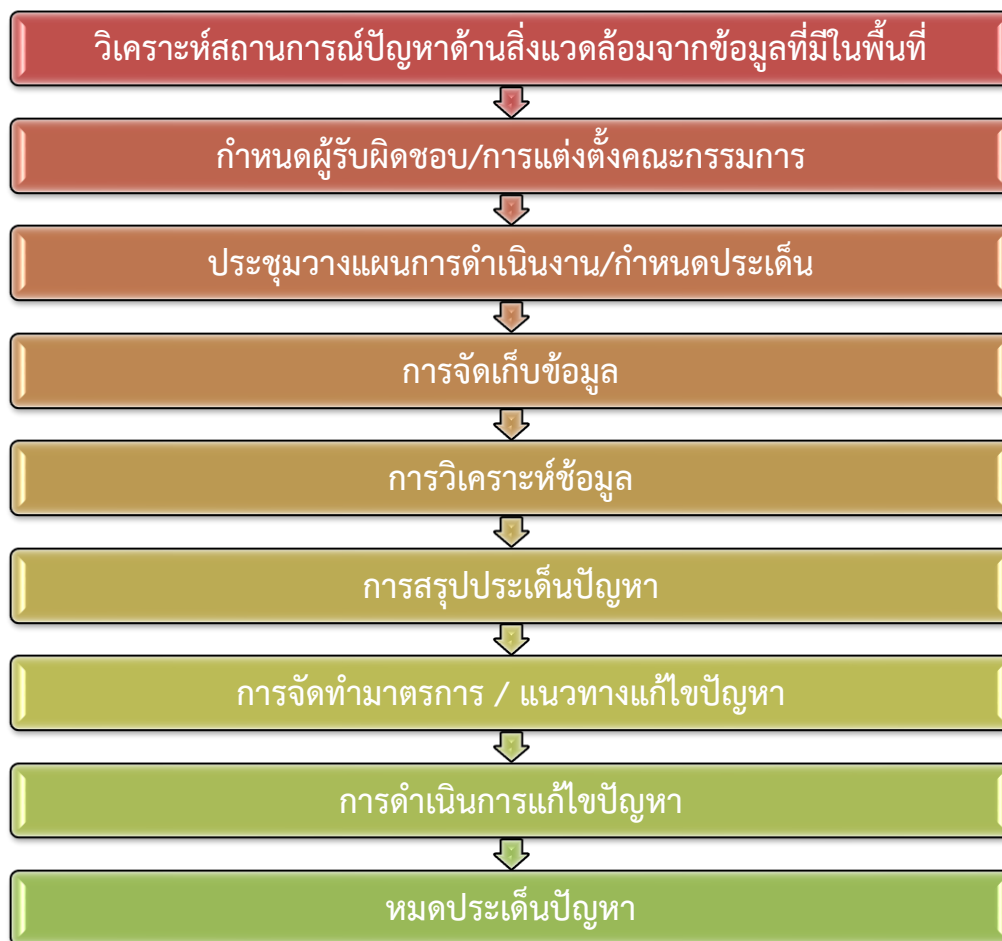 วิเคราะห์สถานการณ์ปัญหาด้านสิ่งแวดล้อมจากข้อมูลที่มีในพื้นที่
กำหนดผู้รับผิดชอบ/การแต่งตั้งคณะกรรมการ
ประชุมวางแผนการดำเนินงาน/กำหนดประเด็น
การจัดเก็บข้อมูล
การวิเคราะห์ช้อมูล
การสรุปประเด็นปัญหา
การจัดทำมาตรการ / แนวทางแก้ไขปัญหา
การดำเนินการแก้ไขปัญหา
หมดประเด็นปัญหา